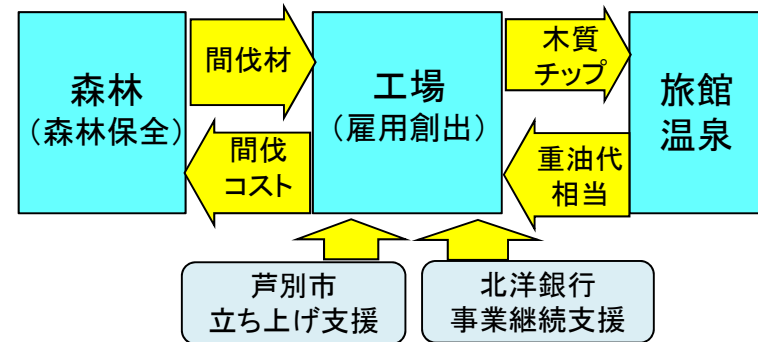 森林
（森林保全）
間伐材
間伐
コスト
工場
（雇用創出）
木質
チップ
重油代
相当
旅館
温泉
芦別市
立ち上げ支援
北洋銀行
事業継続支援